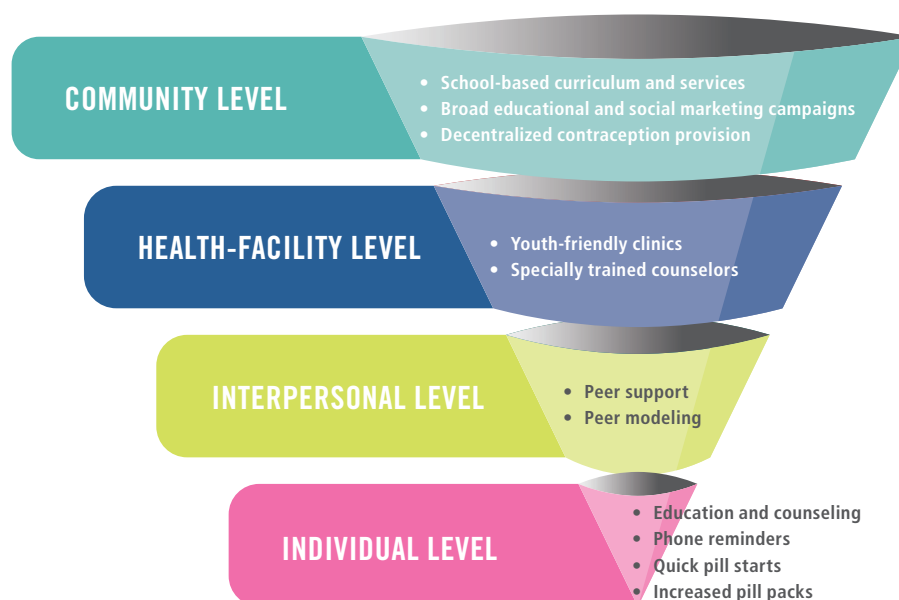 COMMUNITY LEVEL
• School-based curriculum and services
• Broad educational and social marketing campaigns
• Decentralized contraception provision
HEALTH-FACILITY LEVEL
• Youth-friendly clinics
• Specially trained counselors
INTERPERSONAL LEVEL
• Peer support
• Peer modeling
INDIVIDUAL LEVEL
• Education and counseling
• Phone reminders
• Quick pill starts
• Increased pill packs